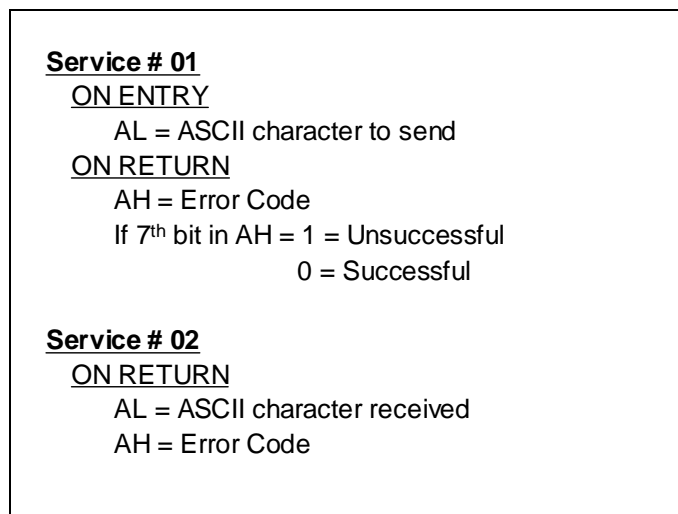 Service # 01
ON ENTRY
AL = ASCII character to send
ON RETURN
AH = Error Code
If 7th bit in AH = 1 = Unsuccessful
0 = Successful
Service # 02
ON RETURN
AL = ASCII character received
AH = Error Code